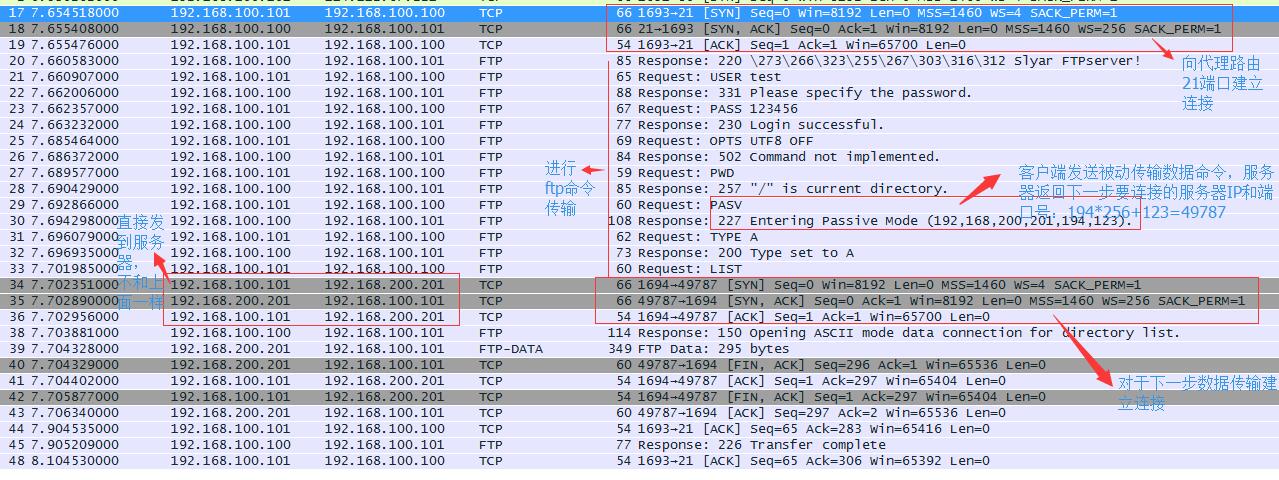 17 7.654518000 192.168.100.101 192.168.100.100 TCP 66 1693→21 [SYN] Seq=0 Win=8192 Len=0 MSS=1460 WS=4 SACK_PERM=1
18 7.655408000 192.168.100.100 192.168.100.101 TCP 66 21→1693 [SYN, ACK] Seq=0 Ack=1 Win=8192 Len=0 MSS=1460 WS=256 SACK_PERM=1
19 7.655476000 192.168.100.101 192.168.100.100 TCP 54 1693→21 [ACK] Seq=1 Ack=1 Win=65700 Len=0
20 7.660583000 192.168.100.100 192.168.100.101 FTP 85 Response: 220 \273\266\323\255\267\303\316\312 Slyar FTPserver!
21 7.660907000 192.168.100.101 192.168.100.100 FTP 65 Request: USER test
22 7.662006000 192.168.100.100 192.168.100.101 FTP 88 Response: 331 Please specify the password.
23 7.662357000 192.168.100.101 192.168.100.100 FTP 67 Request: PASS 123456
24 7.663232000 192.168.100.100 192.168.100.101 FTP 77 Response: 230 Login successful.
25 7.685464000 192.168.100.101 192.168.100.100 FTP 69 Request: OPTS UTF8 OFF
26 7.686372000 192.168.100.100 192.168.100.101 FTP 84 Response: 502 Command not implemented.
27 7.689577000 192.168.100.101 192.168.100.100 FTP 59 Request: PWD
28 7.690429000 192.168.100.100 192.168.100.101 FTP 85 Response: 257 "/" is current directory.
29 7.692866000 192.168.100.101 192.168.100.100 FTP 60 Request: PASV
30 7.694298000 192.168.100.100 192.168.100.101 FTP 108 Response: 227 Entering Passive Mode (192,168,200,201,194,123).
31 7.696079000 192.168.100.101 192.168.100.100 FTP 62 Request: TYPE A
32 7.696935000 192.168.100.100 192.168.100.101 FTP 73 Response: 200 Type set to A
33 7.701985000 192.168.100.101 192.168.100.100 FTP 60 Request: LIST
34 7.702351000 192.168.100.101 192.168.200.201 TCP 66 1694→49787 [SYN] Seq=0 Win=8192 Len=0 MSS=1460 WS=4 SACK_PERM=1
35 7.702890000 192.168.200.201 192.168.100.101 TCP 66 49787→1694 [SYN, ACK] Seq=0 Ack=1 Win=8192 Len=0 MSS=1460 WS=256 SACK_PERM=1
36 7.702956000 192.168.100.101 192.168.200.201 TCP 54 1694→49787 [ACK] Seq=1 Ack=1 Win=65700 Len=0
38 7.703881000 192.168.100.100 192.168.100.101 FTP 114 Response: 150 Opening ASCII mode data connection for directory list.
39 7.704328000 192.168.200.201 192.168.100.101 FTP-DATA 349 FTP Data: 295 bytes
40 7.704329000 192.168.200.201 192.168.100.101 TCP 60 49787→1694 [FIN, ACK] Seq=296 Ack=1 Win=65536 Len=0
41 7.704402000 192.168.100.101 192.168.200.201 TCP 54 1694→49787 [ACK] Seq=1 Ack=297 Win=65404 Len=0
42 7.705877000 192.168.100.101 192.168.200.201 TCP 54 1694→49787 [FIN, ACK] Seq=1 Ack=297 Win=65404 Len=0
43 7.706340000 192.168.200.201 192.168.100.101 TCP 60 49787→1694 [ACK] Seq=297 Ack=2 Win=65536 Len=0
44 7.904535000 192.168.100.101 192.168.100.100 TCP 54 1693→21 [ACK] Seq=65 Ack=283 Win=65416 Len=0
45 7.905209000 192.168.100.100 192.168.100.101 FTP 77 Response: 226 Transfer complete
48 8.104530000 192.168.100.101 192.168.100.100 TCP 54 1693→21 [ACK] Seq=65 Ack=306 Win=65392 Len=0
向代理路由
21端口建立
连接
进行
ftp命令
传输
客户端发送被动传输数据命令，服务
器返回下一步要连接的服务器IP和端
口号：194*256+123=49787
直接发
到服务
器，
不和上
面一样
对于下一步数据传输建
立连接